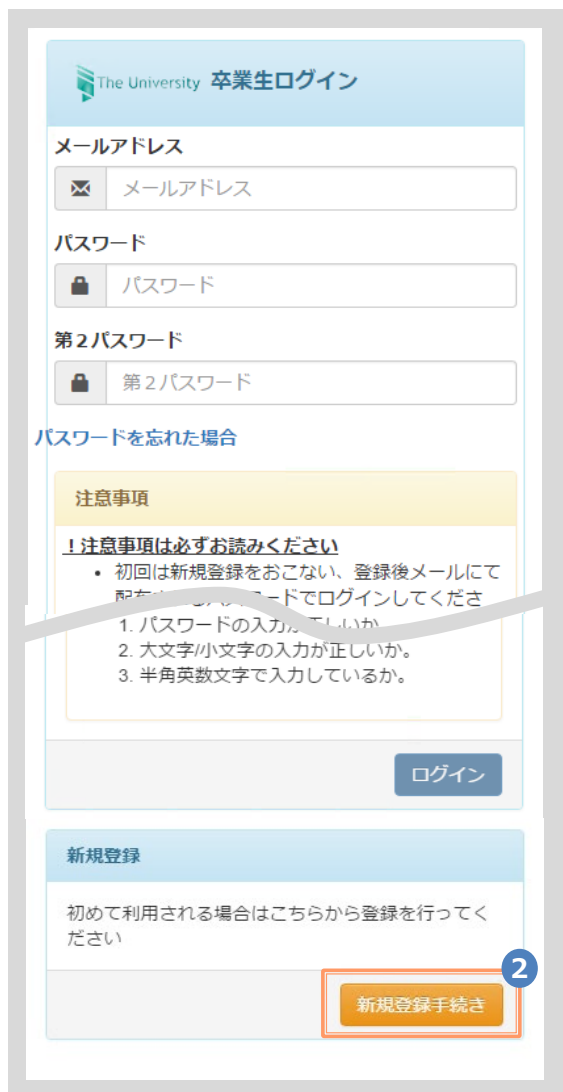 The University 卒業生ログイン
メールアドレス
メールアドレス
パスワード
パスワード
第2パスワード
第2パスワード
パスワードを忘れた場合
注意事項
!注意事項は必ずお読みください
• 初回は新規登録をおこない、登録後メールにて
ードでログインしてくださ
1. パスワードの入力が正しいか
2. 大文字/小文字の入力が正しいか。
3. 半角英数文字で入力しているか。
ログイン
新規登録
初めて利用される場合はこちらから登録を行ってく
ださい
2
新規登録手続き